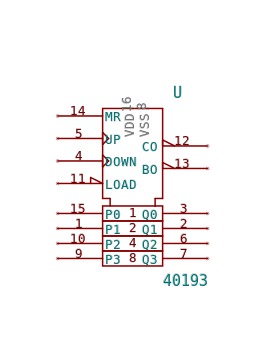 U
VDD 16
VSS 8
14 MR
5 UP
CO 12
4 DOWN
BO 13
11 LOAD
15 P0 1 Q0 3
1 P1 2 Q1 2
10 P2 4 Q2 6
9 P3 8 Q3 7
40193